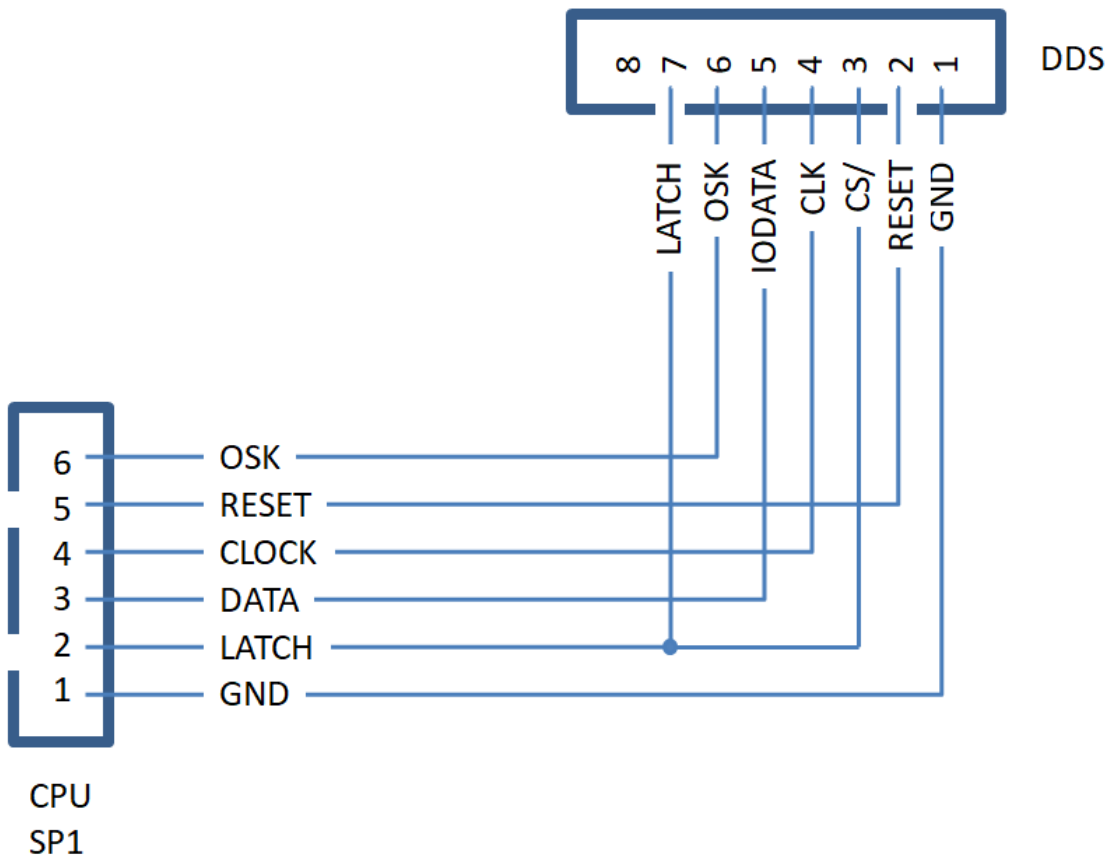 8 7 6 5 4 3 2 1
DDS
LATCH
OSK
IODATA
CLK
CS/
RESET
GND
6 OSK
5 RESET
4 CLOCK
3 DATA
2 LATCH
1 GND
CPU
SP1